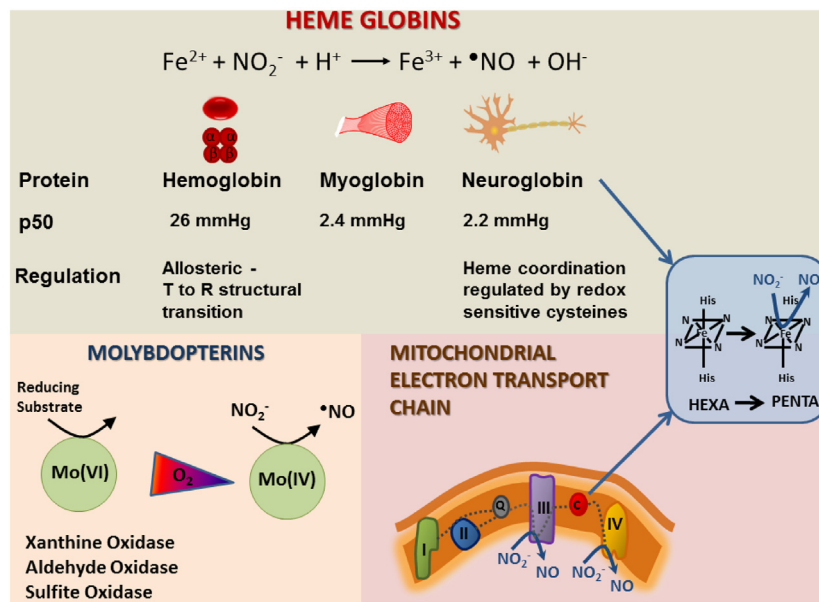 HEME GLOBINS
Fe²⁺ + NO₂⁻ + H⁺ ⟶ Fe³⁺ + •NO + OH⁻
α α
β β
Protein Hemoglobin Myoglobin Neuroglobin
p50 26 mmHg 2.4 mmHg 2.2 mmHg
Regulation Allosteric - Heme coordination
T to R structural regulated by redox
transition sensitive cysteines
NO₂⁻ NO
His His
N N N N
Fe Fe
N N N N
His His
HEXA ⟶ PENTA
MOLYBDOPTERINS
Reducing
Substrate
NO₂⁻ •NO
Mo(VI) O₂ Mo(IV)
Xanthine Oxidase
Aldehyde Oxidase
Sulfite Oxidase
MITOCHONDRIAL
ELECTRON TRANSPORT
CHAIN
I II Q III C IV
NO₂⁻ NO NO₂⁻ NO